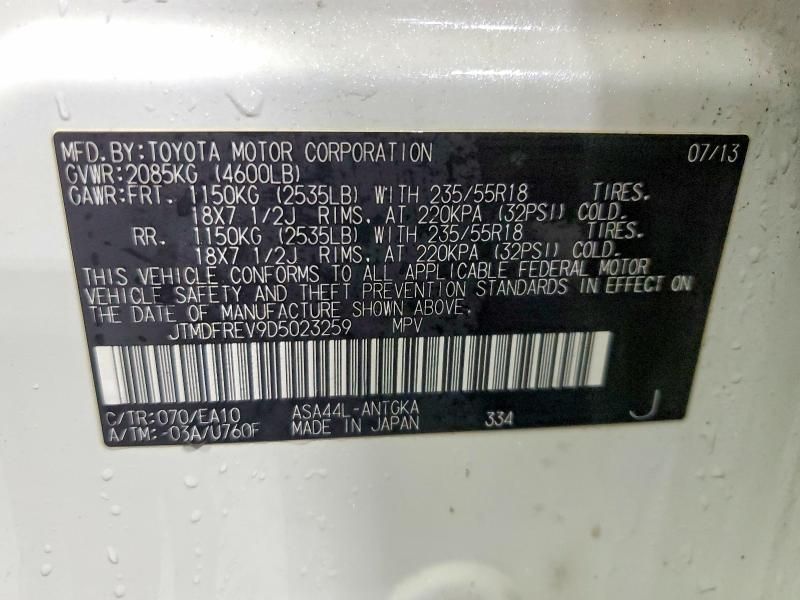 MFD.BY:TOYOTA MOTOR CORPORATION 07/13
GVWR:2085KG (4600LB)
GAWR:FRT. 1150KG (2535LB) WITH 235/55R18 TIRES.
18X7 1/2J RIMS. AT 220KPA (32PSI) COLD.
RR. 1150KG (2535LB) WITH 235/55R18 TIRES.
18X7 1/2J RIMS. AT 220KPA (32PSI) COLD.
THIS VEHICLE CONFORMS TO ALL APPLICABLE FEDERAL MOTOR
VEHICLE SAFETY AND THEFT PREVENTION STANDARDS IN EFFECT ON
THE DATE OF MANUFACTURE SHOWN ABOVE.
JTMDFREV9D5023259 MPV
C/TR:070/EA10 ASA44L-ANTGKA
A/TM:-03A/U760F MADE IN JAPAN 334 J